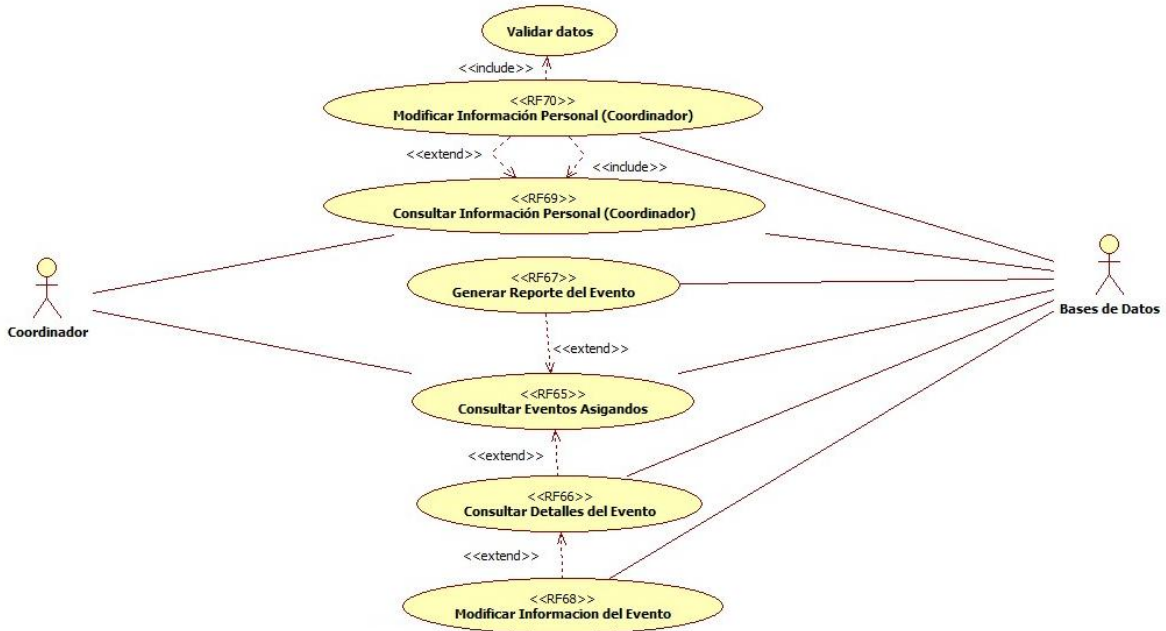 Validar datos
<<include>>
<<RF70>>
Modificar Información Personal (Coordinador)
<<extend>>
<<include>>
<<RF69>>
Consultar Información Personal (Coordinador)
<<RF67>>
Generar Reporte del Evento
Coordinador
Bases de Datos
<<extend>>
<<RF65>>
Consultar Eventos Asigandos
<<extend>>
<<RF66>>
Consultar Detalles del Evento
<<extend>>
<<RF68>>
Modificar Informacion del Evento